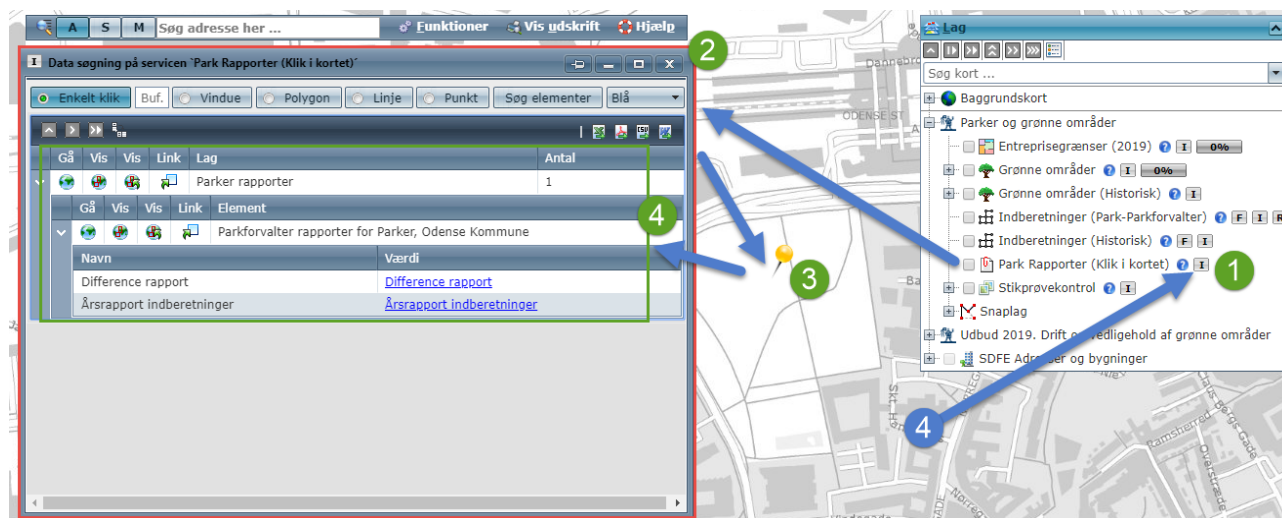 A S M Søg adresse her ... Funktioner Vis udskrift Hjælp
2
I Data søgning på servicen `Park Rapporter (Klik i kortet)´
Enkelt klik Buf. Vindue Polygon Linje Punkt Søg elementer Blå
Gå Vis Vis Link Lag Antal
Parker rapporter 1
Gå Vis Vis Link Element
4
Parkforvalter rapporter for Parker, Odense Kommune
Navn Værdi
Difference rapport Difference rapport
Årsrapport indberetninger Årsrapport indberetninger
3
ODENSE ST
Lag
Søg kort ...
Baggrundskort
Parker og grønne områder
Entreprisegrænser (2019) ? I 0%
Grønne områder ? I 0%
Grønne områder (Historisk) ? I
Indberetninger (Park-Parkforvalter) ? F I R
Indberetninger (Historisk) ? F I
Park Rapporter (Klik i kortet) ? I
1
Stikprøvekontrol ? I
Snaplag
Udbud 2019. Drift og vedligehold af grønne områder
SDFE Adresser og bygninger
4
Ramsherred
Overstræde